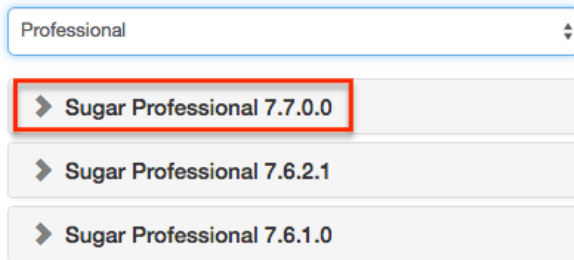 Professional
Sugar Professional 7.7.0.0
Sugar Professional 7.6.2.1
Sugar Professional 7.6.1.0